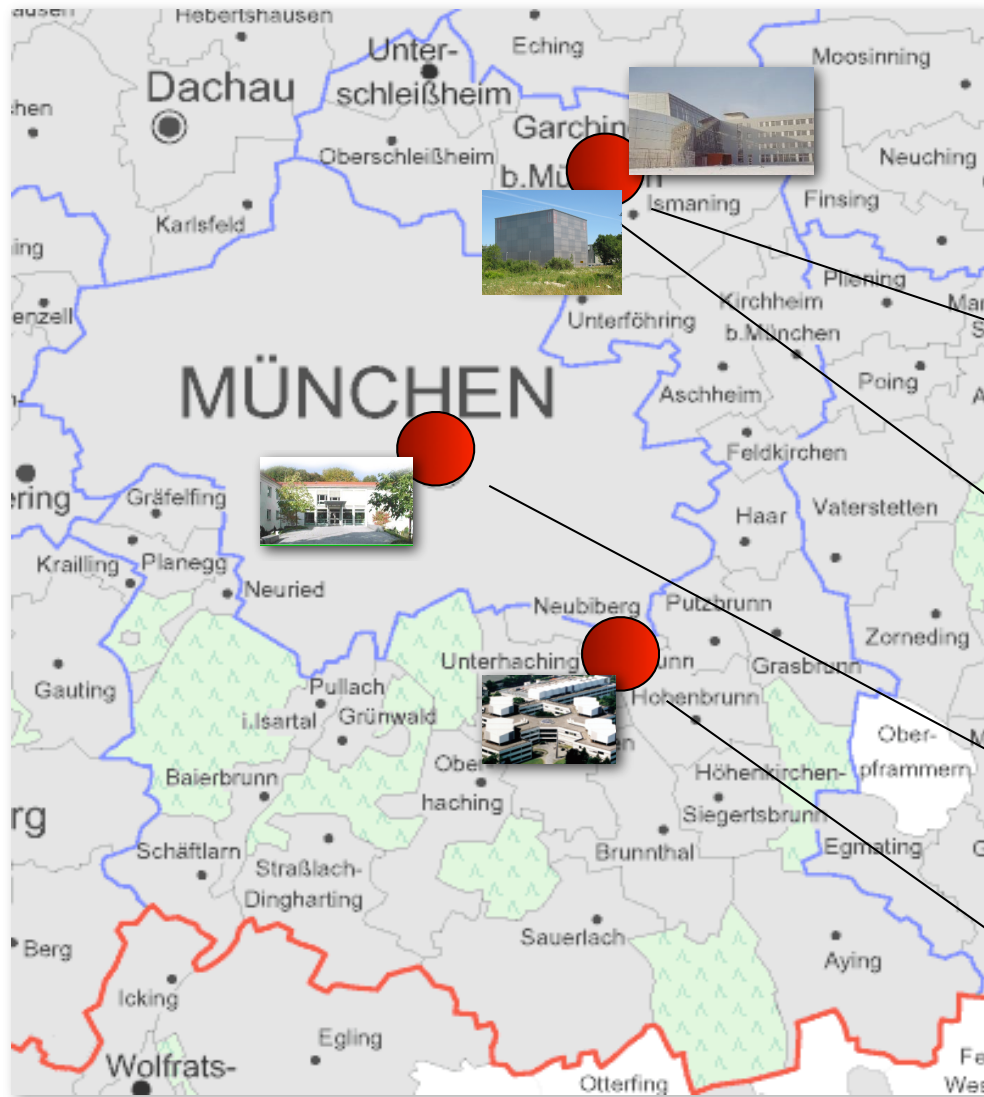 Hebertshausen
Eching
Moosinning
Unter-
schleißheim
Dachau
Garching
b.München
Oberschleißheim
Neuching
Karlsfeld
Ismaning
Finsing
Pliening
Kirchheim
b.München
Unterföhring
MÜNCHEN
Aschheim
Poing
Feldkirchen
Gräfelfing
Haar
Vaterstetten
Krailling
Planegg
Neuried
Neubiberg
Putzbrunn
Zorneding
Unterhaching
Grasbrunn
Gauting
Pullach
i.Isartal
Grünwald
Hohenbrunn
Ober-
pframmern
Baierbrunn
Ober
haching
Höhenkirchen-
Siegertsbrunn
Schäftlarn
Straßlach-
Dingharting
Brunnthal
Egmating
Berg
Sauerlach
Aying
Icking
Egling
Wolfrats-
Otterfing